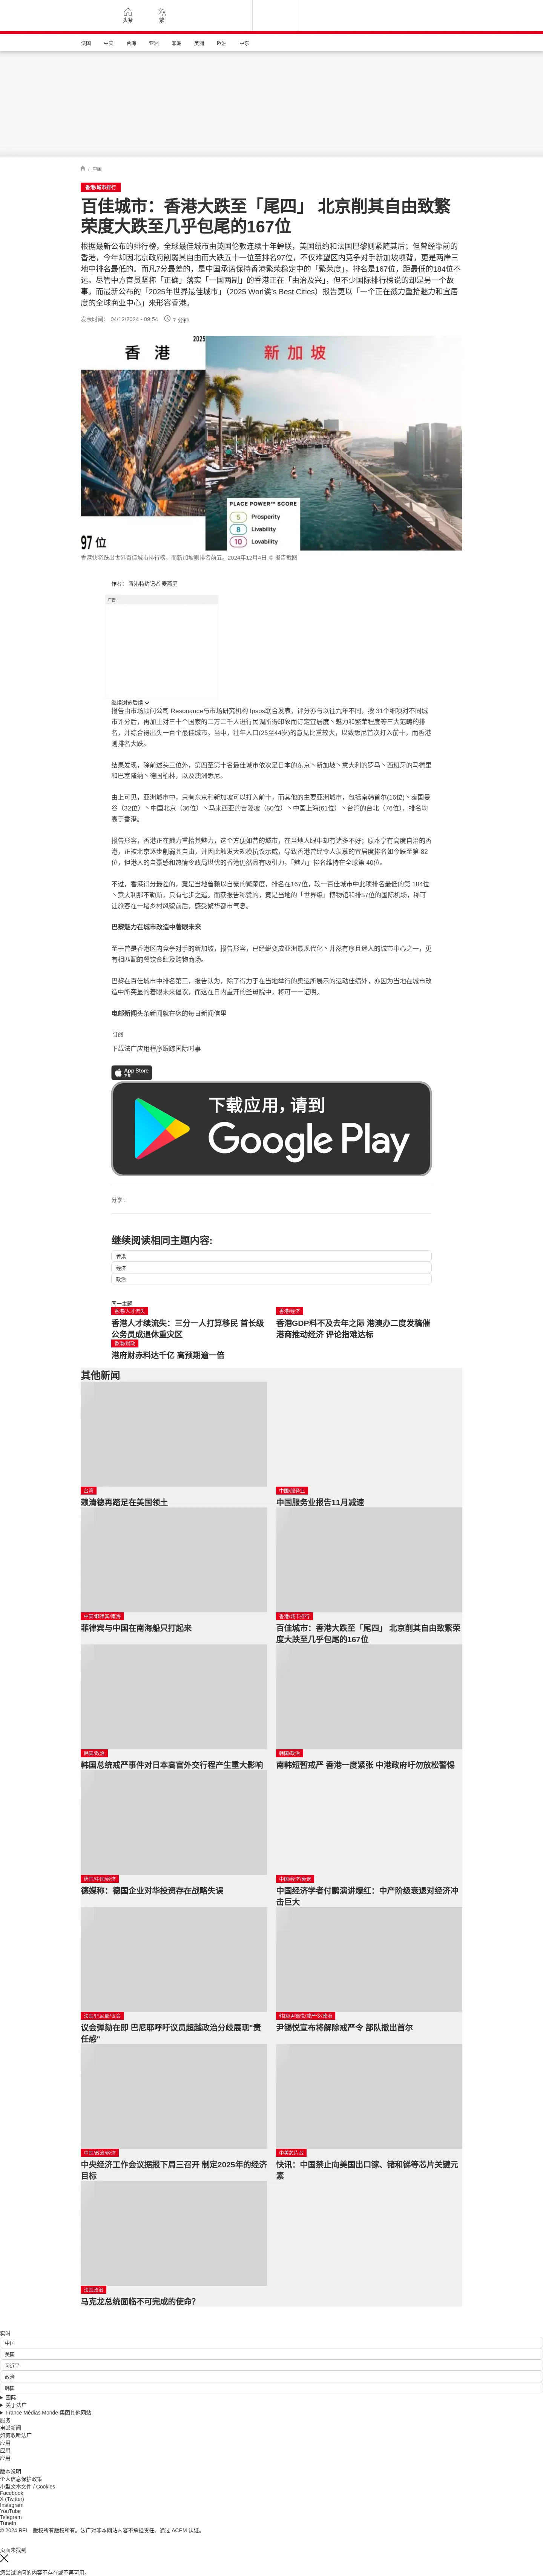 头条
繁
法国
中国
台海
亚洲
非洲
美洲
欧洲
中东
/ 中国
香港/城市排行
百佳城市：香港大跌至「尾四」 北京削其自由致繁
荣度大跌至几乎包尾的167位
根据最新公布的排行榜，全球最佳城市由英国伦敦连续十年蝉联，美国纽约和法国巴黎则紧随其后；但曾经靠前的
香港，今年却因北京政府削弱其自由而大跌五十一位至排名97位，不仅难望区内竞争对手新加坡项背，更是两岸三
地中排名最低的。而凡7分最差的，是中国承诺保持香港繁荣稳定中的「繁荣度」，排名是167位，距最低的184位不
远。尽管中方官员坚称「正确」落实「一国两制」的香港正在「由治及兴」，但不少国际排行榜说的却是另一个故
事，而最新公布的「2025年世界最佳城市」（2025 Worl诶's Best Cities）报告更以「一个正在戮力重拾魅力和宜居
度的全球商业中心」来形容香港。
发表时间： 04/12/2024 - 09:54
7 分钟
香 港
2025
新 加 坡
97 位
PLACE POWER™ SCORE
5 Prosperity
8 Livability
10 Lovability
香港快将跌出世界百佳城市排行榜，而新加坡则排名前五。2024年12月4日 © 报告截图
作者： 香港特约记者 麦燕庭
广告
继续浏览后续
报告由市场顾问公司 Resonance与市场研究机构 Ipsos联合发表，评分亦与以往九年不同，按 31个细项对不同城
市评分后，再加上对三十个国家的二万二千人进行民调所得印象而订定宜居度丶魅力和繁荣程度等三大范畴的排
名，并综合得出头一百个最佳城市。当中，壮年人口(25至44岁)的意见比重较大，以致悉尼首次打入前十，而香港
则排名大跌。
结果发现，除前述头三位外，第四至第十名最佳城市依次是日本的东京丶新加坡丶意大利的罗马丶西班牙的马德里
和巴塞隆纳丶德国柏林，以及澳洲悉尼。
由上可见，亚洲城市中，只有东京和新加坡可以打入前十，而其他的主要亚洲城市，包括南韩首尔(16位)丶泰国曼
谷（32位）丶中国北京（36位）丶马来西亚的吉隆坡（50位）丶中国上海(61位）丶台湾的台北（76位)，排名均
高于香港。
报告形容，香港正在戮力重拾其魅力，这个方便如昔的城市，在当地人眼中却有诸多不好；原本享有高度自治的香
港，正被北京逐步削弱其自由，并因此触发大规模抗议示威，导致香港曾经令人羡慕的宜居度排名如今跌至第 82
位，但港人的自豪感和热情令政局堪忧的香港仍然具有吸引力，「魅力」排名维持在全球第 40位。
不过，香港得分最差的，竟是当地曾赖以自豪的繁荣度，排名在167位，较一百佳城市中此项排名最低的第 184位
丶意大利那不勒斯，只有七步之遥。而获报告称赞的，竟是当地的「世界级」博物馆和排57位的国际机场，称可
让旅客在一堵乡村风貌前后，感受繁华都市气息。
巴黎魅力在城市改造中著眼未来
至于曾是香港区内竞争对手的新加坡，报告形容，已经蜕变成亚洲最现代化丶井然有序且迷人的城市中心之一，更
有相匹配的餐饮食肆及购物商场。
巴黎在百佳城市中排名第三，报告认为，除了得力于在当地举行的奥运所展示的运动佳绩外，亦因为当地在城市改
造中所突显的着眼未来倡议，而这在日内重开的圣母院中，将可一一证明。
电邮新闻头条新闻就在您的每日新闻信里
订阅
下载法广应用程序跟踪国际时事
App Store
下载
下载应用，请到
Google Play
分享 :
继续阅读相同主题内容:
香港
经济
政治
同一主题
香港/人才流失
香港人才续流失：三分一人打算移民 首长级
公务员成退休重灾区
香港/经济
香港GDP料不及去年之际 港澳办二度发稿催
港商推动经济 评论指难达标
香港/财政
港府财赤料达千亿 高预期逾一倍
其他新闻
台湾
赖清德再踏足在美国领土
中国/服务业
中国服务业报告11月减速
中国/菲律宾/南海
菲律宾与中国在南海船只打起来
香港/城市排行
百佳城市：香港大跌至「尾四」 北京削其自由致繁荣
度大跌至几乎包尾的167位
韩国/政治
韩国总统戒严事件对日本高官外交行程产生重大影响
韩国/政治
南韩短暂戒严 香港一度紧张 中港政府吁勿放松警惕
德国/中国/经济
德媒称：德国企业对华投资存在战略失误
中国/经济/衰退
中国经济学者付鹏演讲爆红：中产阶级衰退对经济冲
击巨大
法国/巴尼耶/议会
议会弹劾在即 巴尼耶呼吁议员超越政治分歧展现"责
任感"
韩国/尹锡悦/戒严令/政治
尹锡悦宣布将解除戒严令 部队撤出首尔
中国/政治/经济
中央经济工作会议据报下周三召开 制定2025年的经济
目标
中美芯片战
快讯：中国禁止向美国出口镓、锗和锑等芯片关键元
素
法国政治
马克龙总统面临不可完成的使命？
实时
中国
美国
习近平
政治
韩国
国际
关于法广
France Médias Monde 集团其他网站
服务
电邮新闻
如何收听法广
应用
应用
应用
版本说明
个人信息保护政策
小型文本文件 / Cookies
Facebook
X (Twitter)
Instagram
YouTube
Telegram
TuneIn
© 2024 RFI – 版权所有版权所有。法广对非本网站内容不承担责任。通过 ACPM 认证。
页面未找到
您尝试访问的内容不存在或不再可用。